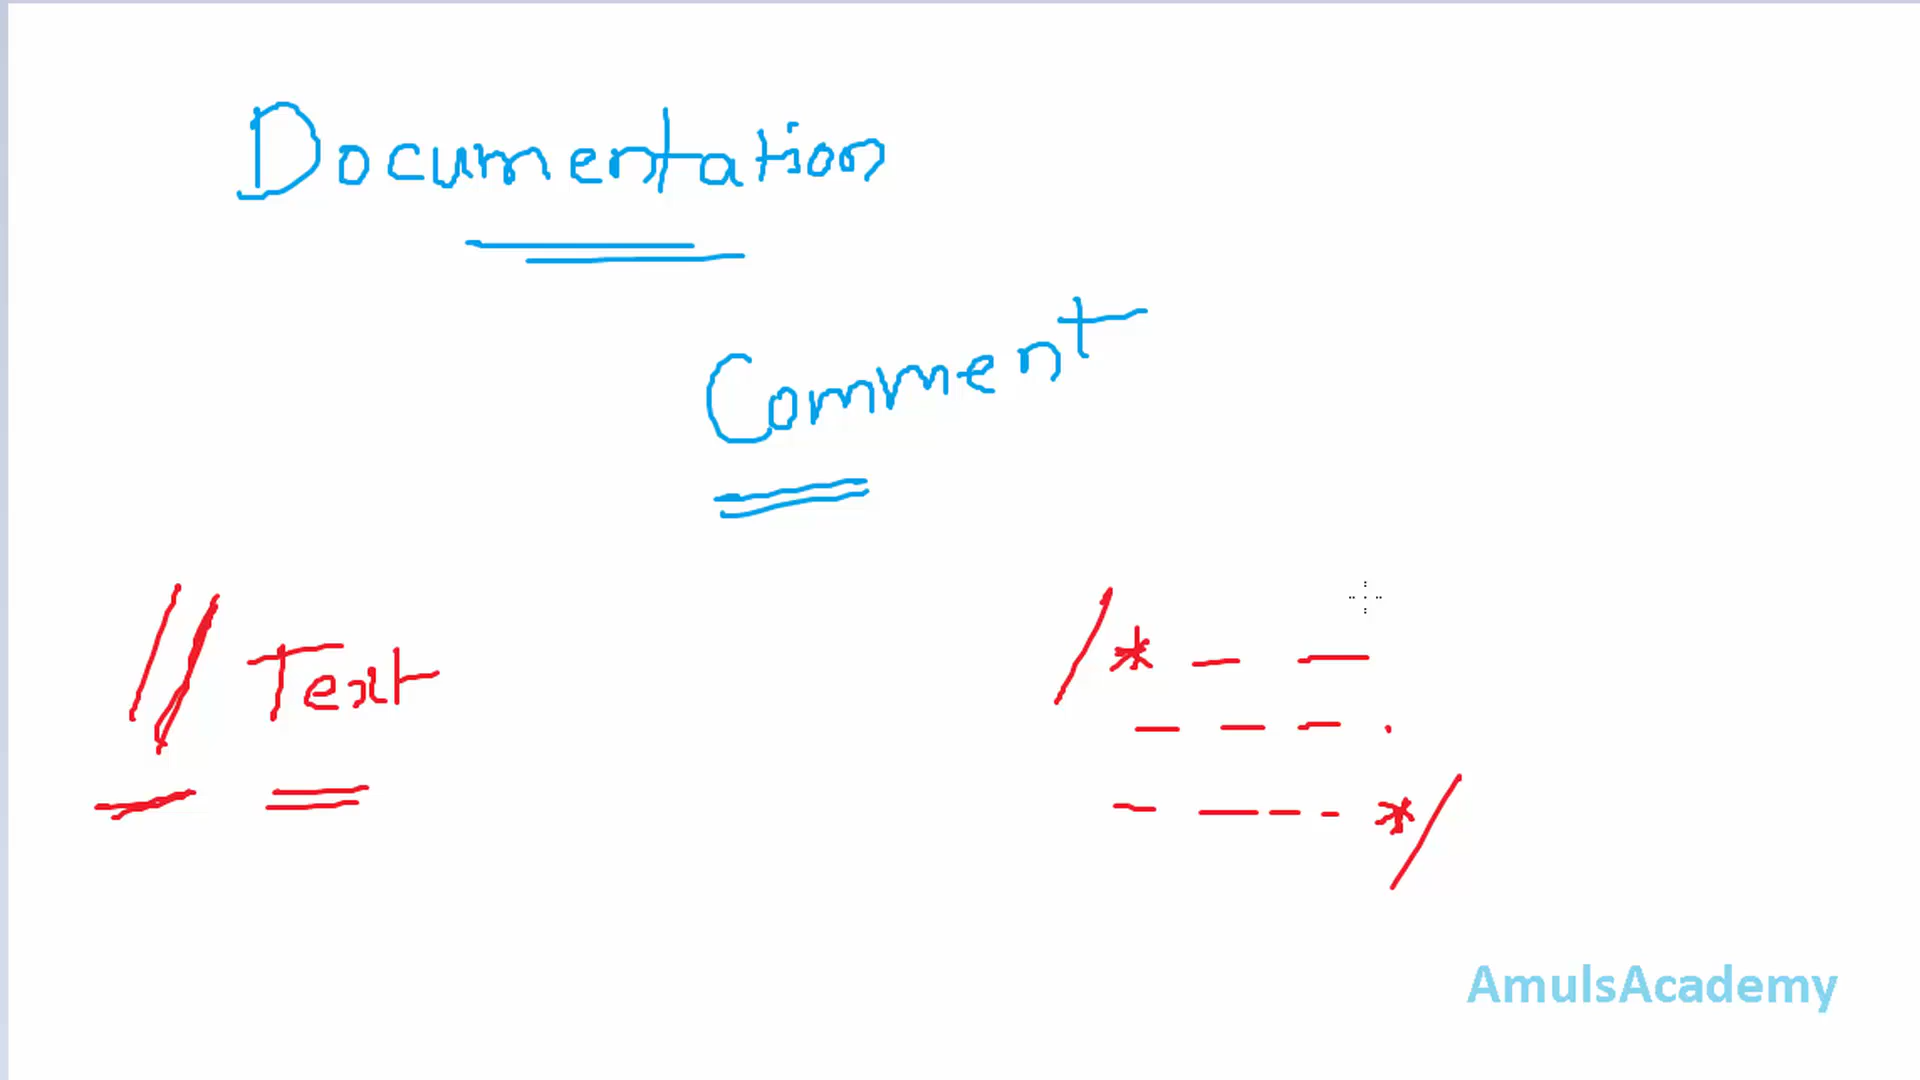 Documentation
Comment
// Text
/* — —
— — — .
- — - - */
AmulsAcademy